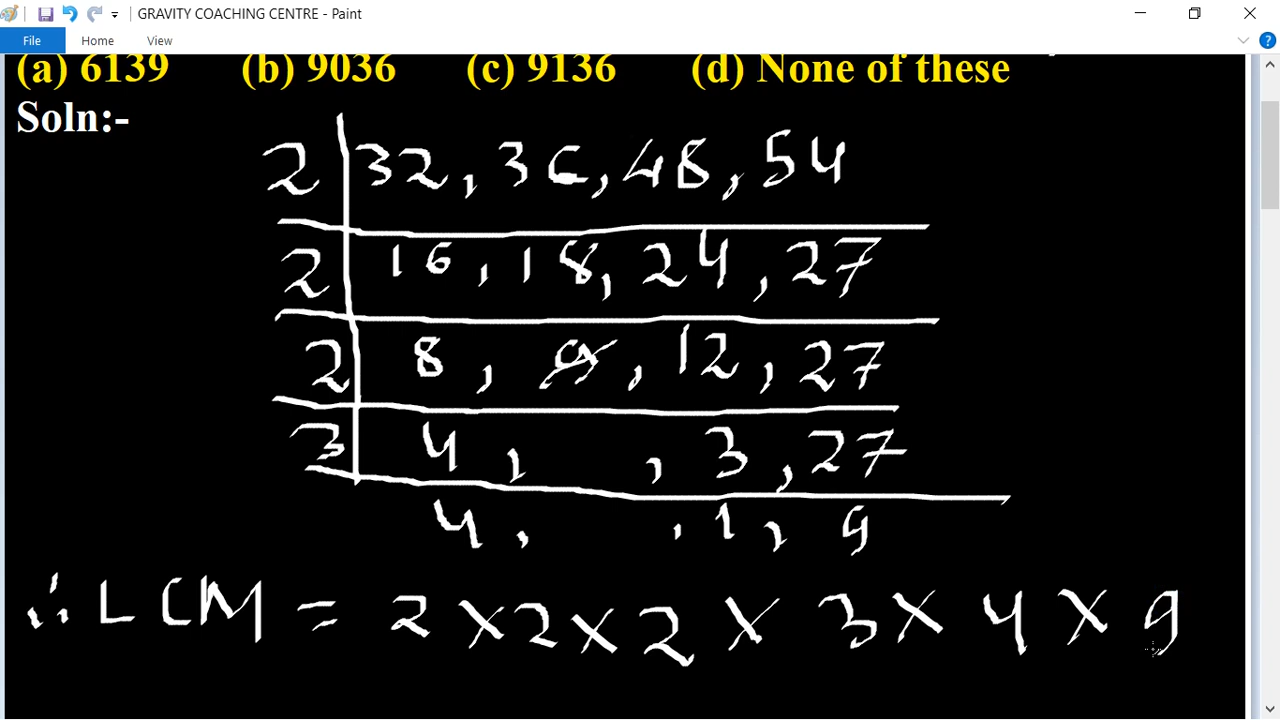 GRAVITY COACHING CENTRE - Paint
File Home View
(a) 6139 (b) 9036 (c) 9136 (d) None of these
Soln:-
2 32, 36, 48, 54
2 16, 18, 24, 27
2 8, 9, 12, 27
3 4, , 3, 27
4, , 1, 9
∴ LCM = 2 × 2 × 2 × 3 × 4 × 9